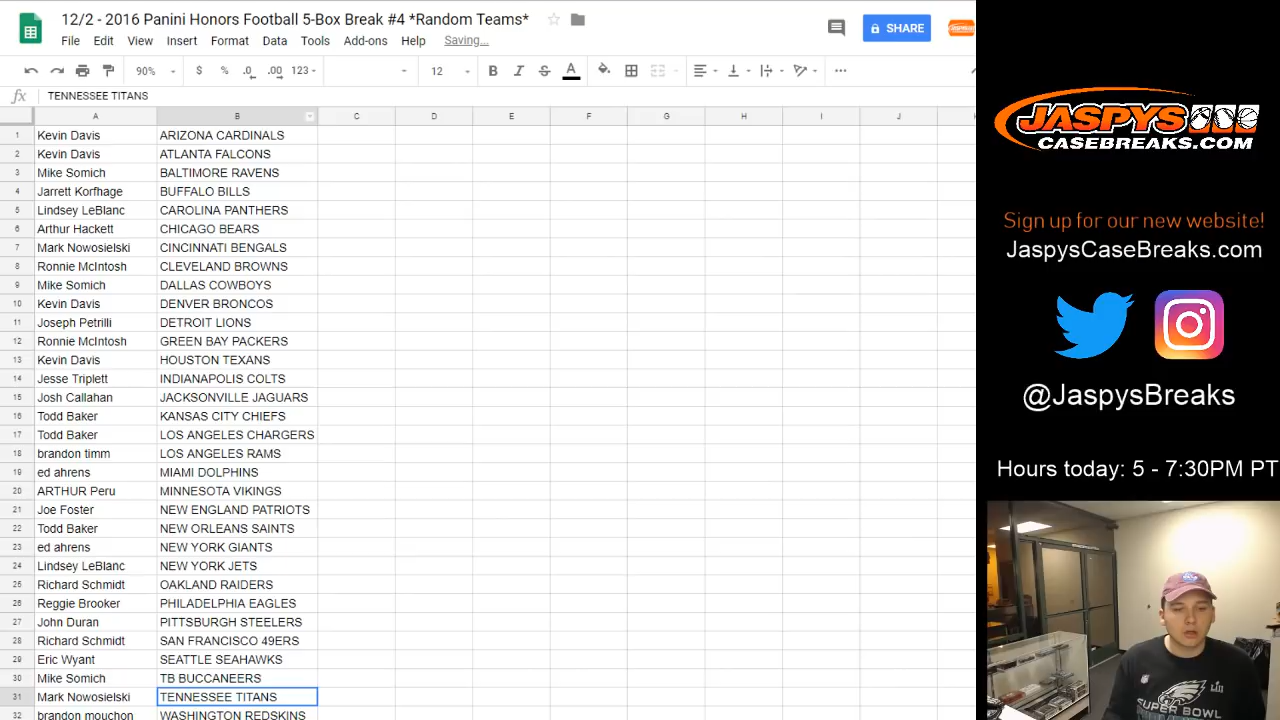 12/2 - 2016 Panini Honors Football 5-Box Break #4 *Random Teams*
SHARE
File Edit View Insert Format Data Tools Add-ons Help Saving...
90% $ % .0 .00 123 12 B I S A
fx TENNESSEE TITANS
A B C D E F G H I J
1 Kevin Davis ARIZONA CARDINALS
2 Kevin Davis ATLANTA FALCONS
3 Mike Somich BALTIMORE RAVENS
4 Jarrett Korfhage BUFFALO BILLS
5 Lindsey LeBlanc CAROLINA PANTHERS
6 Arthur Hackett CHICAGO BEARS
7 Mark Nowosielski CINCINNATI BENGALS
8 Ronnie McIntosh CLEVELAND BROWNS
9 Mike Somich DALLAS COWBOYS
10 Kevin Davis DENVER BRONCOS
11 Joseph Petrilli DETROIT LIONS
12 Ronnie McIntosh GREEN BAY PACKERS
13 Kevin Davis HOUSTON TEXANS
14 Jesse Triplett INDIANAPOLIS COLTS
15 Josh Callahan JACKSONVILLE JAGUARS
16 Todd Baker KANSAS CITY CHIEFS
17 Todd Baker LOS ANGELES CHARGERS
18 brandon timm LOS ANGELES RAMS
19 ed ahrens MIAMI DOLPHINS
20 ARTHUR Peru MINNESOTA VIKINGS
21 Joe Foster NEW ENGLAND PATRIOTS
22 Todd Baker NEW ORLEANS SAINTS
23 ed ahrens NEW YORK GIANTS
24 Lindsey LeBlanc NEW YORK JETS
25 Richard Schmidt OAKLAND RAIDERS
26 Reggie Brooker PHILADELPHIA EAGLES
27 John Duran PITTSBURGH STEELERS
28 Richard Schmidt SAN FRANCISCO 49ERS
29 Eric Wyant SEATTLE SEAHAWKS
30 Mike Somich TB BUCCANEERS
31 Mark Nowosielski TENNESSEE TITANS
32 brandon mouchon WASHINGTON REDSKINS
JASPYS
CASEBREAKS.COM
Sign up for our new website!
JaspysCaseBreaks.com
@JaspysBreaks
Hours today: 5 - 7:30PM PT
LII
SUPER BOWL